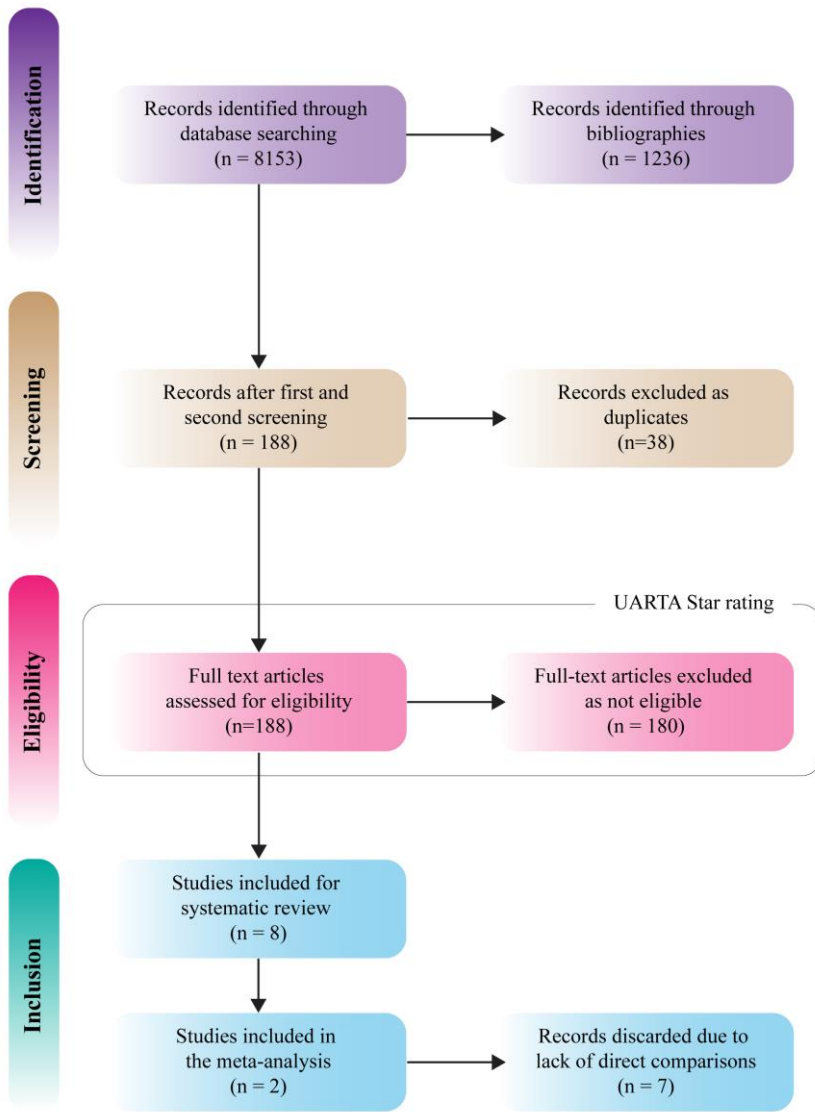 Identification
Records identified through
database searching
(n = 8153)
Records identified through
bibliographies
(n = 1236)
Screening
Records after first and
second screening
(n = 188)
Records excluded as
duplicates
(n=38)
Eligibility
UARTA Star rating
Full text articles
assessed for eligibility
(n=188)
Full-text articles excluded
as not eligible
(n = 180)
Inclusion
Studies included for
systematic review
(n = 8)
Studies included in
the meta-analysis
(n = 2)
Records discarded due to
lack of direct comparisons
(n = 7)